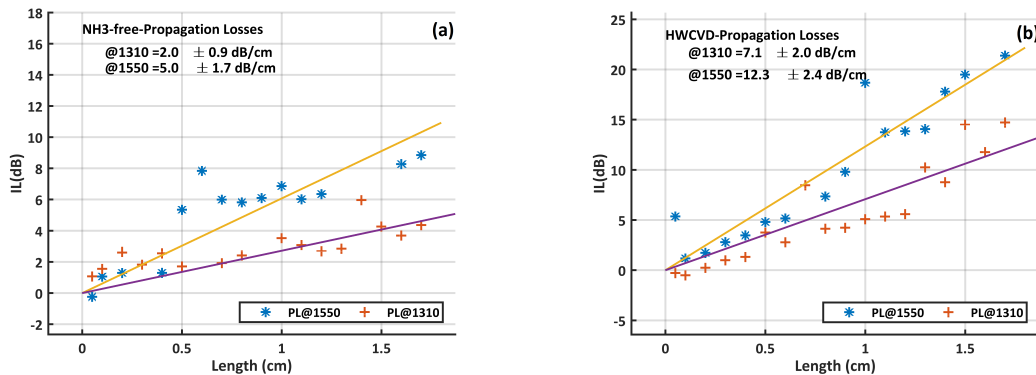 (a)
NH3-free-Propagation Losses
@1310 =2.0 ± 0.9 dB/cm
@1550 =5.0 ± 1.7 dB/cm
18
16
14
12
10
8
6
4
2
0
-2
IL(dB)
0 0.5 1 1.5
Length (cm)
PL@1550 PL@1310
(b)
HWCVD-Propagation Losses
@1310 =7.1 ± 2.0 dB/cm
@1550 =12.3 ± 2.4 dB/cm
25
20
15
10
5
0
-5
IL(dB)
0 0.5 1 1.5
Length (cm)
PL@1550 PL@1310